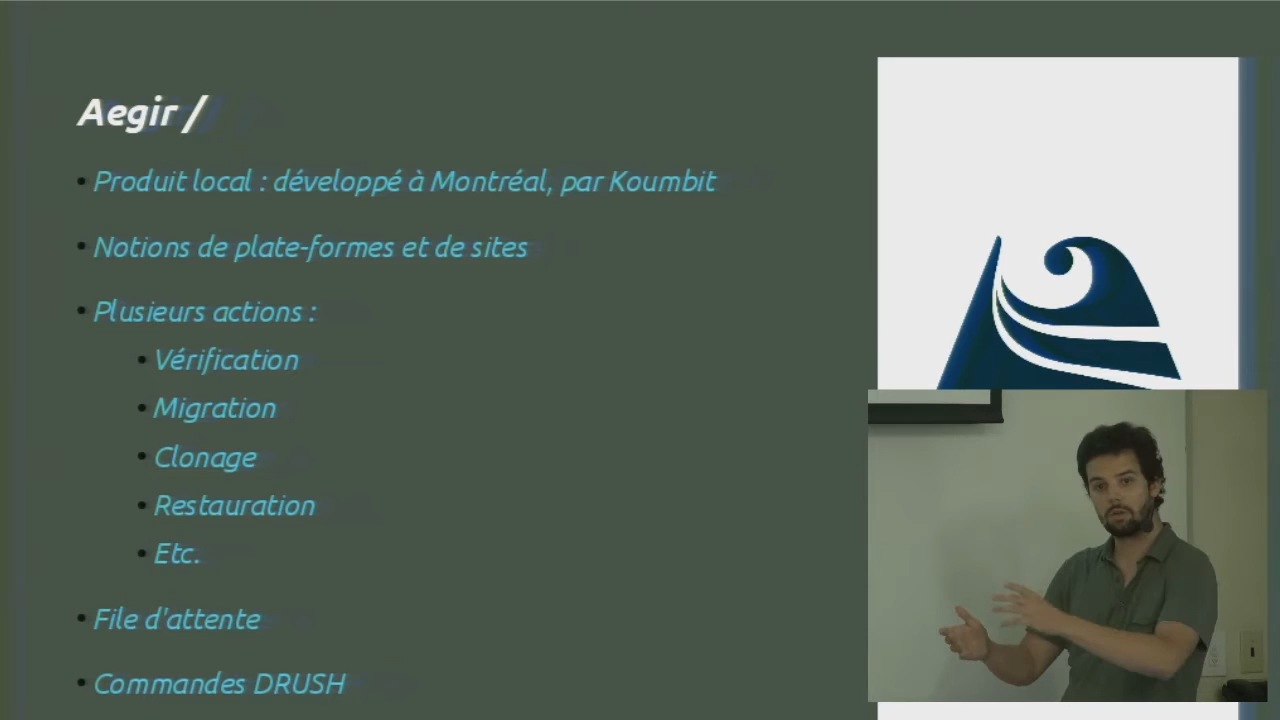 Aegir /
• Produit local : développé à Montréal, par Koumbit
• Notions de plate-formes et de sites
• Plusieurs actions :
• Vérification
• Migration
• Clonage
• Restauration
• Etc.
• File d'attente
• Commandes DRUSH